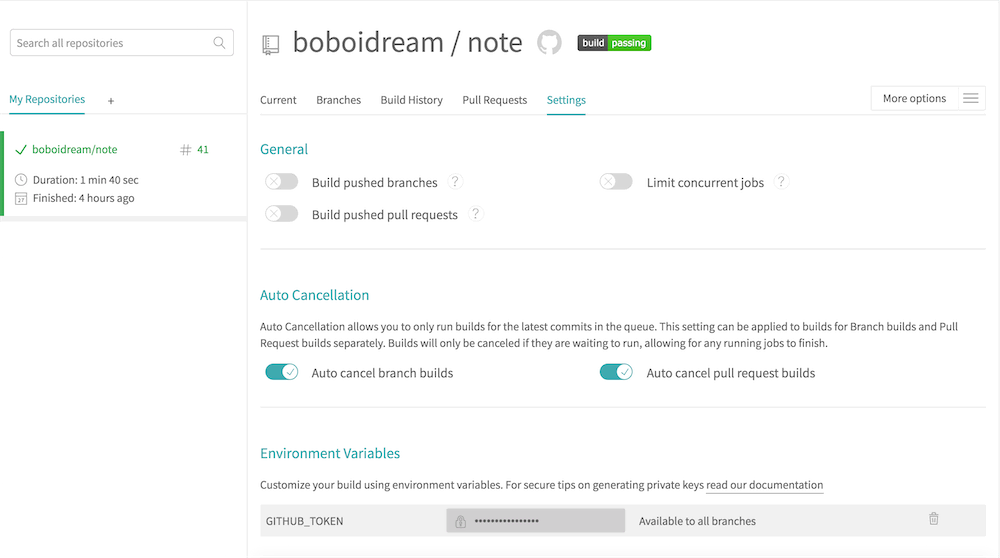 Search all repositories
My Repositories +
boboidream/note # 41
Duration: 1 min 40 sec
Finished: 4 hours ago
boboidream / note build passing
Current Branches Build History Pull Requests Settings More options
General
Build pushed branches ? Limit concurrent jobs ?
Build pushed pull requests ?
Auto Cancellation
Auto Cancellation allows you to only run builds for the latest commits in the queue. This setting can be applied to builds for Branch builds and Pull
Request builds separately. Builds will only be canceled if they are waiting to run, allowing for any running jobs to finish.
Auto cancel branch builds Auto cancel pull request builds
Environment Variables
Customize your build using environment variables. For secure tips on generating private keys read our documentation
GITHUB_TOKEN •••••••••••••••• Available to all branches